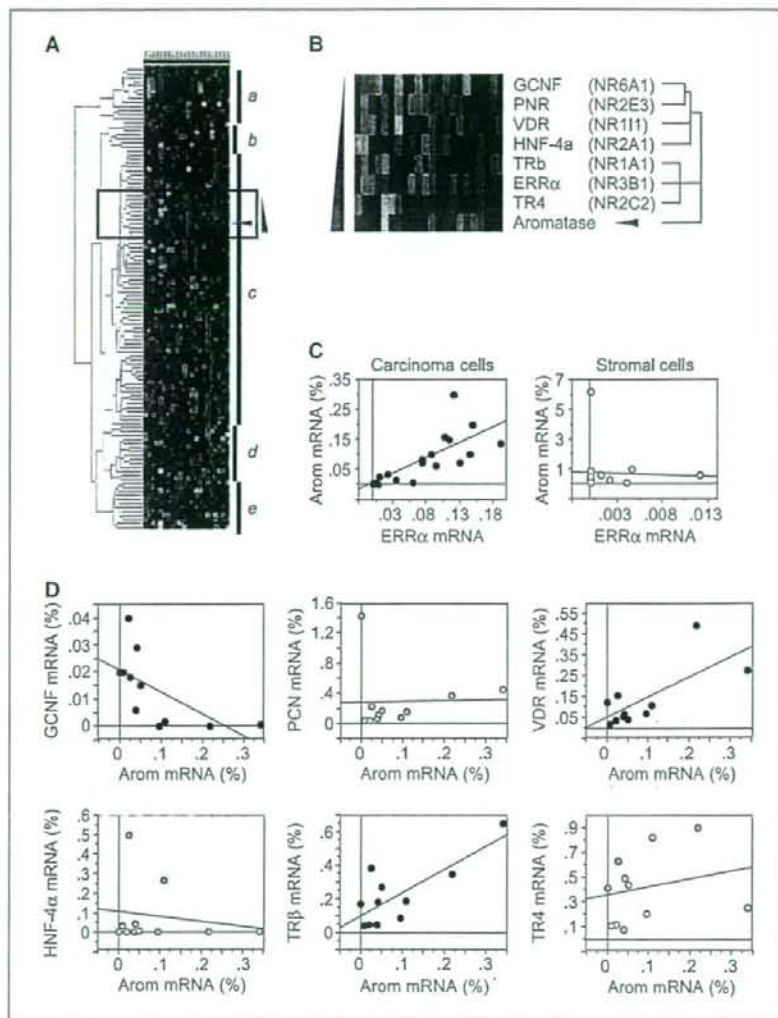 A
a
b
c
d
e
B
GCNF (NR6A1)
PNR (NR2E3)
VDR (NR1I1)
HNF-4a (NR2A1)
TRb (NR1A1)
ERRα (NR3B1)
TR4 (NR2C2)
Aromatase
C
Carcinoma cells
Arom mRNA (%)
.35
.25
.15
.05
.03 .08 .13 .18
ERRα mRNA
Stromal cells
Arom mRNA (%)
7
5
3
1
.003 .008 .013
ERRα mRNA
D
GCNF mRNA (%)
.04
.03
.02
.01
0
0 .1 .2 .3
Arom mRNA (%)
PCN mRNA (%)
1.6
1.2
.8
.4
0
0 .1 .2 .3
Arom mRNA (%)
VDR mRNA (%)
.55
.45
.35
.25
.15
.05
0 .1 .2 .3
Arom mRNA (%)
HNF-4α mRNA (%)
.6
.5
.4
.3
.2
.1
0
0 .1 .2 .3
Arom mRNA (%)
TRβ mRNA (%)
.6
.4
.2
0
0 .1 .2 .3
Arom mRNA (%)
TR4 mRNA (%)
.9
.7
.5
.3
.1
0 .1 .2 .3
Arom mRNA (%)